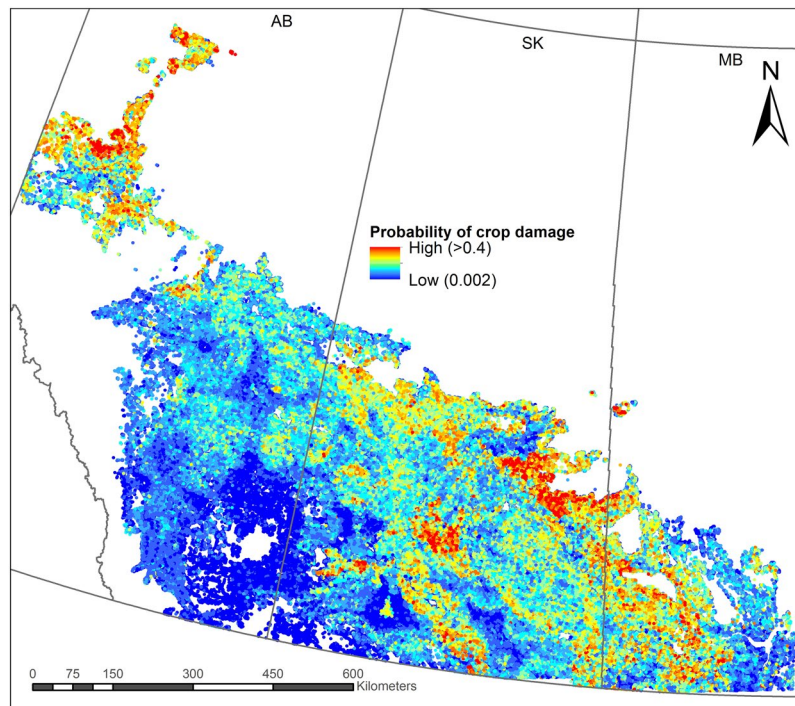 AB
SK
MB
N
Probability of crop damage
High (>0.4)
Low (0.002)
0 75 150 300 450 600
Kilometers